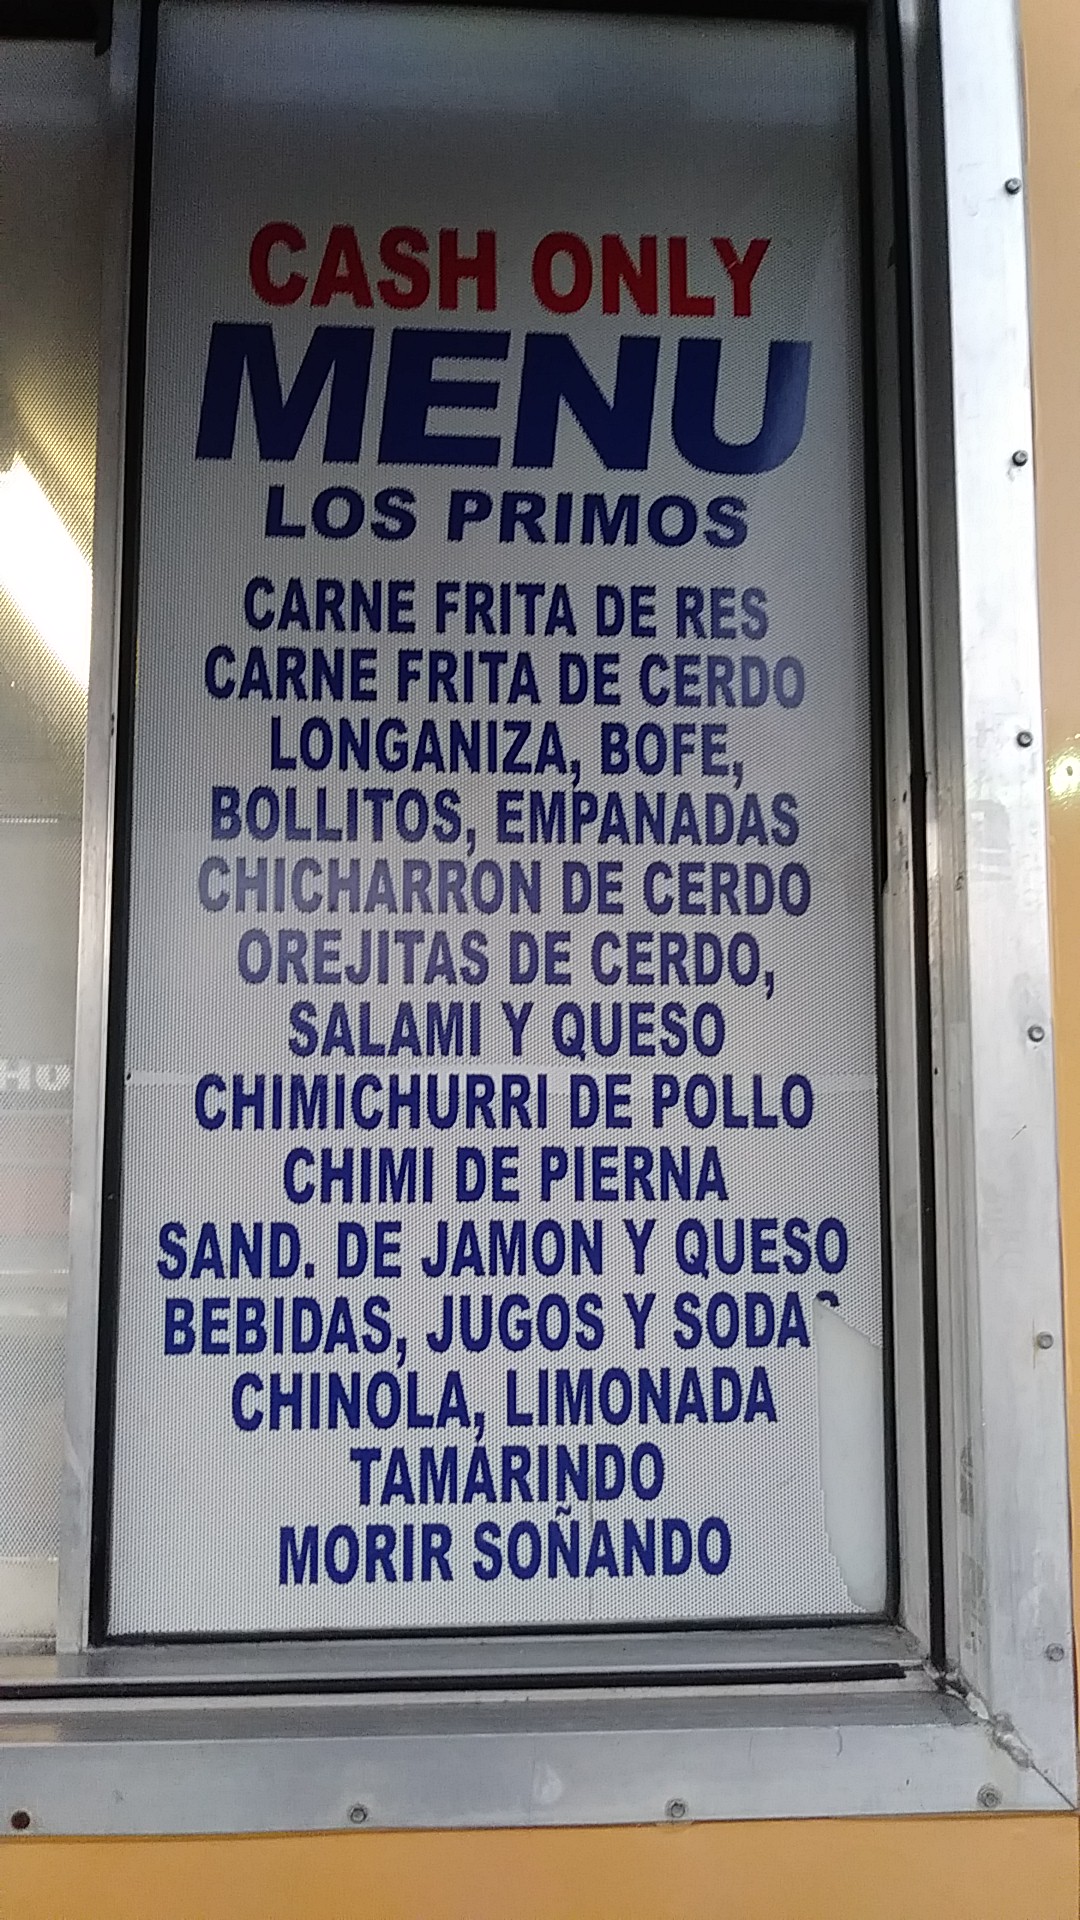 CASH ONLY
MENU
LOS PRIMOS
CARNE FRITA DE RES
CARNE FRITA DE CERDO
LONGANIZA, BOFE,
BOLLITOS, EMPANADAS
CHICHARRON DE CERDO
OREJITAS DE CERDO,
SALAMI Y QUESO
CHIMICHURRI DE POLLO
CHIMI DE PIERNA
SAND. DE JAMON Y QUESO
BEBIDAS, JUGOS Y SODAS
CHINOLA, LIMONADA
TAMARINDO
MORIR SOÑANDO